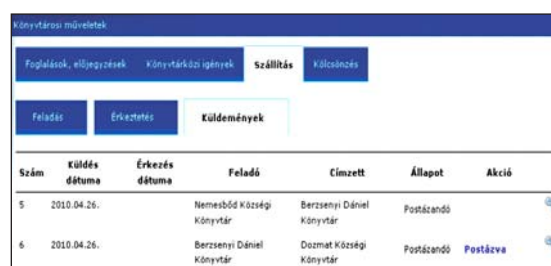 Könyvtárosi műveletek
Foglalások, előjegyzések Könyvtárközi igények Szállítás Kölcsönzés
Feladás Érkeztetés Küldemények
Szám Küldés dátuma Érkezés dátuma Feladó Címzett Állapot Akció
5 2010.04.26. Nemesbőd Községi Könyvtár Berzsenyi Dániel Könyvtár Postázandó
6 2010.04.26. Berzsenyi Dániel Könyvtár Dozmat Községi Könyvtár Postázandó Postázva